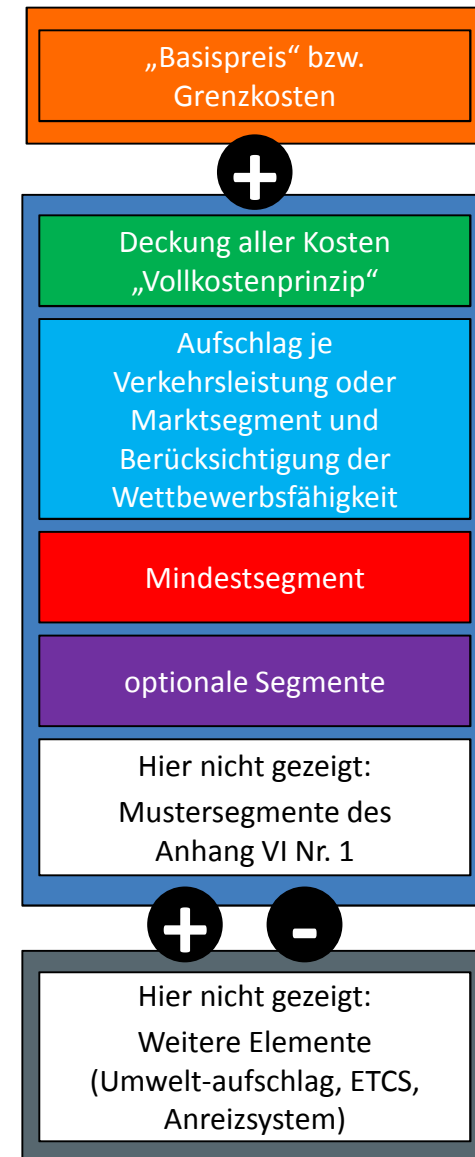 „Basispreis“ bzw.
Grenzkosten
+
Deckung aller Kosten
„Vollkostenprinzip“
Aufschlag je
Verkehrsleistung oder
Marktsegment und
Berücksichtigung der
Wettbewerbsfähigkeit
Mindestsegment
optionale Segmente
Hier nicht gezeigt:
Mustersegmente des
Anhang VI Nr. 1
+ -
Hier nicht gezeigt:
Weitere Elemente
(Umwelt-aufschlag, ETCS,
Anreizsystem)